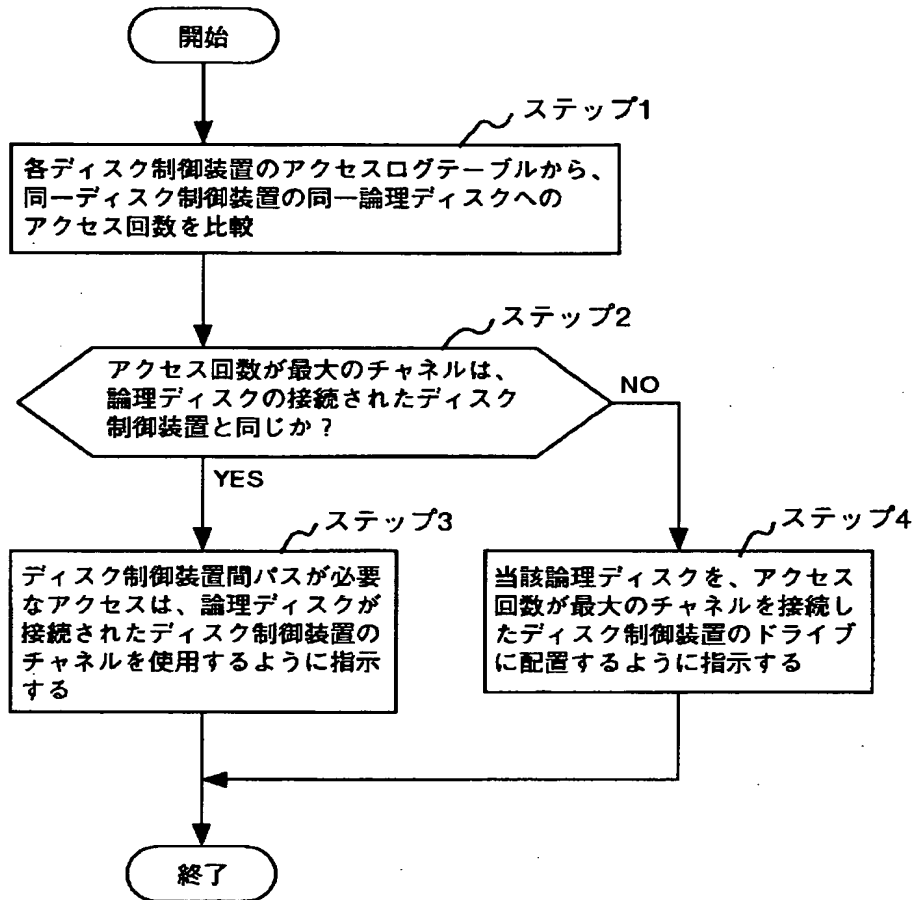 開始
ステップ1
各ディスク制御装置のアクセスログテーブルから、
同一ディスク制御装置の同一論理ディスクへの
アクセス回数を比較
ステップ2
アクセス回数が最大のチャネルは、
論理ディスクの接続されたディスク
制御装置と同じか?
NO
YES
ステップ3
ディスク制御装置間パスが必要
なアクセスは、論理ディスクが
接続されたディスク制御装置の
チャネルを使用するように指示
する
ステップ4
当該論理ディスクを、アクセス
回数が最大のチャネルを接続し
たディスク制御装置のドライブ
に配置するように指示する
終了